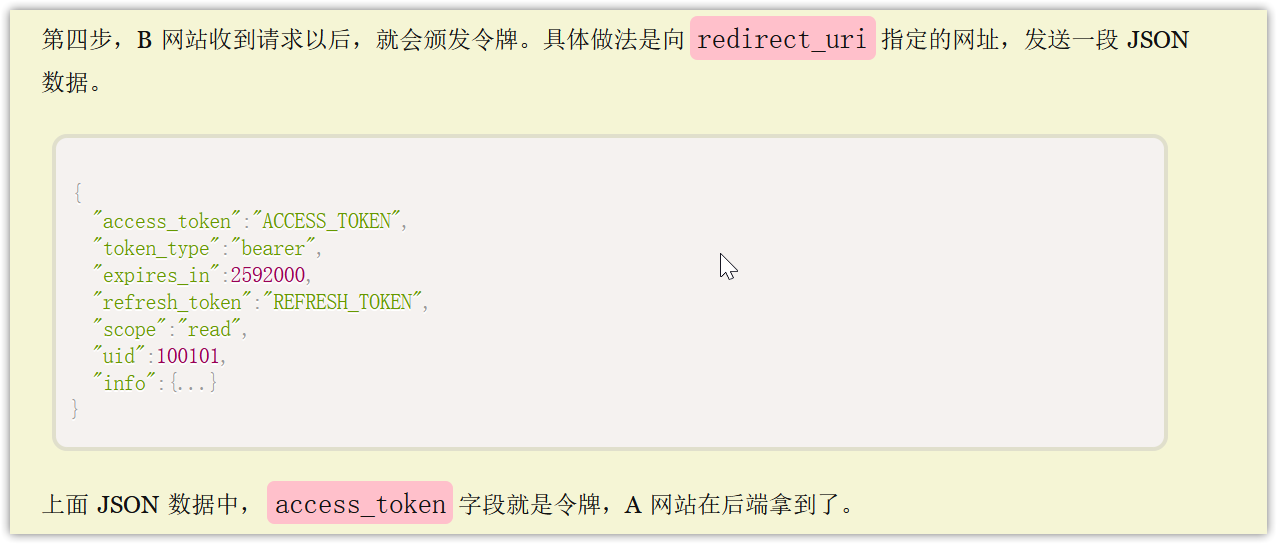 第四步，B 网站收到请求以后，就会颁发令牌。具体做法是向 redirect_uri 指定的网址，发送一段 JSON
数据。
{
  "access_token":"ACCESS_TOKEN",
  "token_type":"bearer",
  "expires_in":2592000,
  "refresh_token":"REFRESH_TOKEN",
  "scope":"read",
  "uid":100101,
  "info":{...}
}
上面 JSON 数据中， access_token 字段就是令牌，A 网站在后端拿到了。